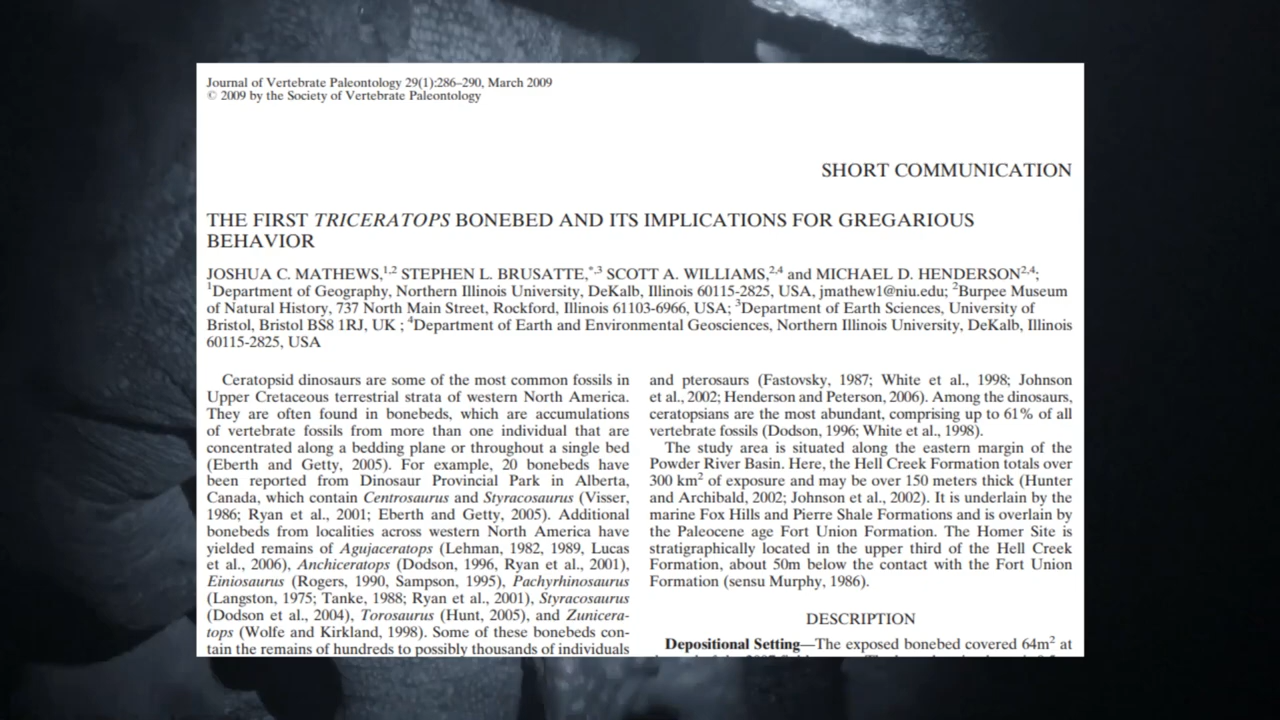 Journal of Vertebrate Paleontology 29(1):286–290, March 2009
© 2009 by the Society of Vertebrate Paleontology
SHORT COMMUNICATION
THE FIRST TRICERATOPS BONEBED AND ITS IMPLICATIONS FOR GREGARIOUS
BEHAVIOR
JOSHUA C. MATHEWS,1,2 STEPHEN L. BRUSATTE,*,3 SCOTT A. WILLIAMS,2,4 and MICHAEL D. HENDERSON2,4;
1Department of Geography, Northern Illinois University, DeKalb, Illinois 60115-2825, USA, jmathew1@niu.edu; 2Burpee Museum
of Natural History, 737 North Main Street, Rockford, Illinois 61103-6966, USA; 3Department of Earth Sciences, University of
Bristol, Bristol BS8 1RJ, UK ; 4Department of Earth and Environmental Geosciences, Northern Illinois University, DeKalb, Illinois
60115-2825, USA
Ceratopsid dinosaurs are some of the most common fossils in
Upper Cretaceous terrestrial strata of western North America.
They are often found in bonebeds, which are accumulations
of vertebrate fossils from more than one individual that are
concentrated along a bedding plane or throughout a single bed
(Eberth and Getty, 2005). For example, 20 bonebeds have
been reported from Dinosaur Provincial Park in Alberta,
Canada, which contain Centrosaurus and Styracosaurus (Visser,
1986; Ryan et al., 2001; Eberth and Getty, 2005). Additional
bonebeds from localities across western North America have
yielded remains of Agujaceratops (Lehman, 1982, 1989, Lucas
et al., 2006), Anchiceratops (Dodson, 1996, Ryan et al., 2001),
Einiosaurus (Rogers, 1990, Sampson, 1995), Pachyrhinosaurus
(Langston, 1975; Tanke, 1988; Ryan et al., 2001), Styracosaurus
(Dodson et al., 2004), Torosaurus (Hunt, 2005), and Zunicera-
tops (Wolfe and Kirkland, 1998). Some of these bonebeds con-
tain the remains of hundreds to possibly thousands of individuals
and pterosaurs (Fastovsky, 1987; White et al., 1998; Johnson
et al., 2002; Henderson and Peterson, 2006). Among the dinosaurs,
ceratopsians are the most abundant, comprising up to 61% of all
vertebrate fossils (Dodson, 1996; White et al., 1998).
The study area is situated along the eastern margin of the
Powder River Basin. Here, the Hell Creek Formation totals over
300 km2 of exposure and may be over 150 meters thick (Hunter
and Archibald, 2002; Johnson et al., 2002). It is underlain by the
marine Fox Hills and Pierre Shale Formations and is overlain by
the Paleocene age Fort Union Formation. The Homer Site is
stratigraphically located in the upper third of the Hell Creek
Formation, about 50m below the contact with the Fort Union
Formation (sensu Murphy, 1986).
DESCRIPTION
Depositional Setting—The exposed bonebed covered 64m2 at